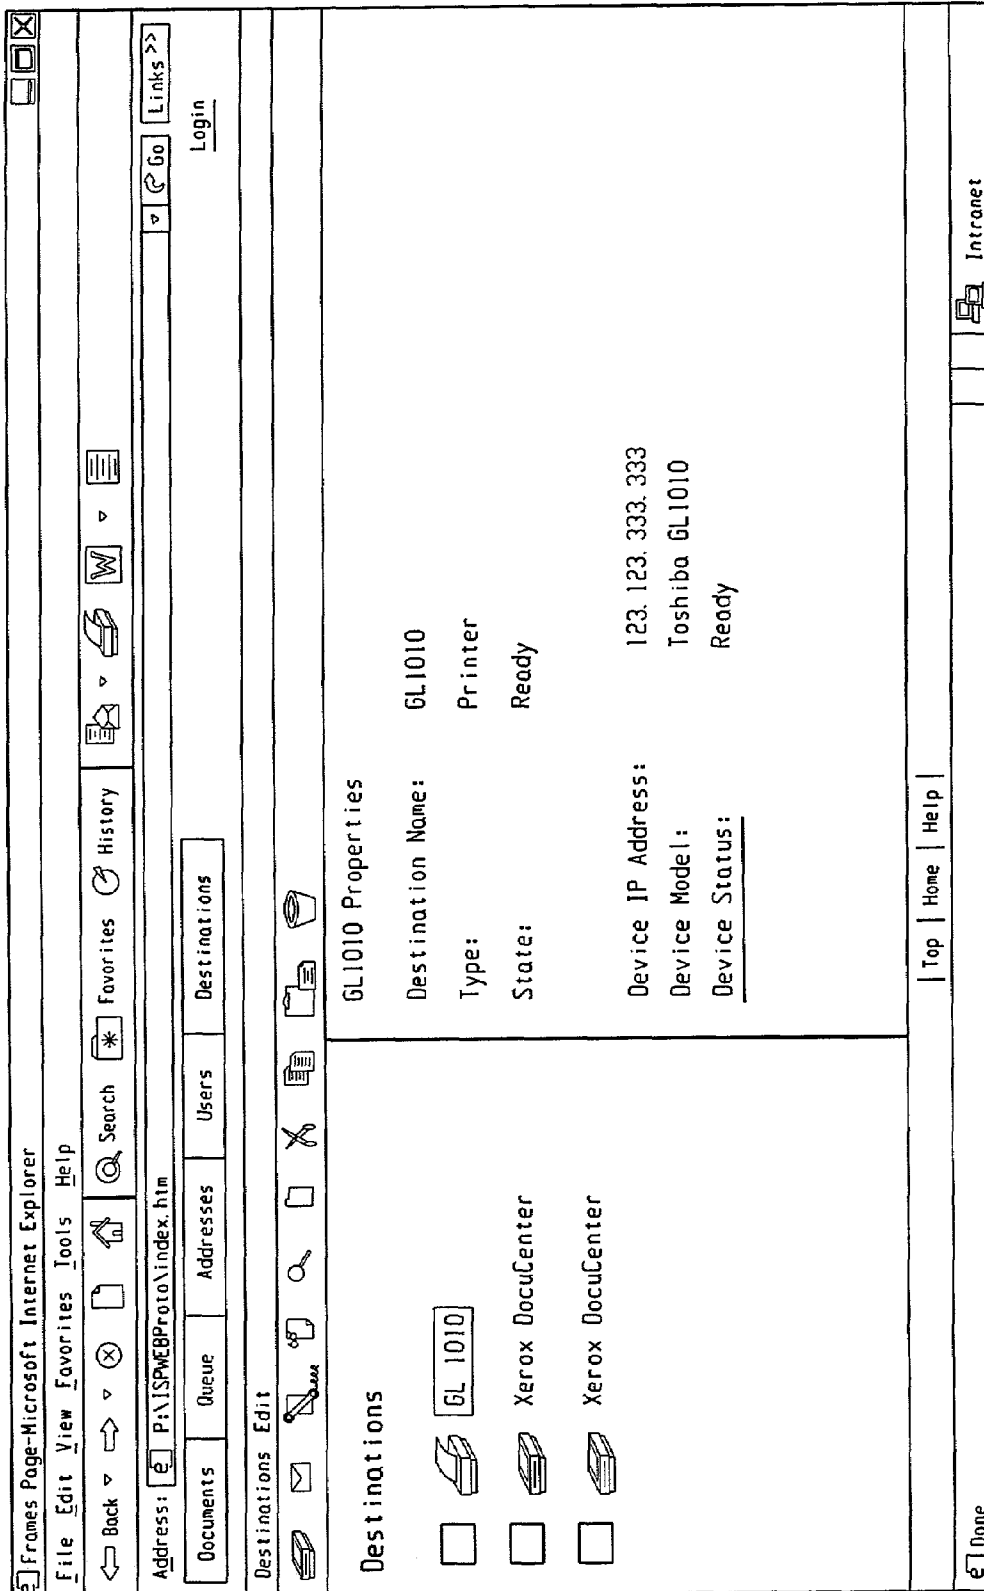 Frames Page-Microsoft Internet Explorer
File Edit View Favorites Tools Help
Back Search Favorites History W
Address: e P:\ISPWEBProto\index.htm Go Links >>
Documents Queue Addresses Users Destinations Login
Destinations Edit
Destinations
GL 1010
Xerox DocuCenter
Xerox DocuCenter
GL1010 Properties
Destination Name: GL1010
Type: Printer
State: Ready
Device IP Address: 123.123.333.333
Device Model: Toshiba GL1010
Device Status: Ready
| Top | Home | Help |
e Done Intranet